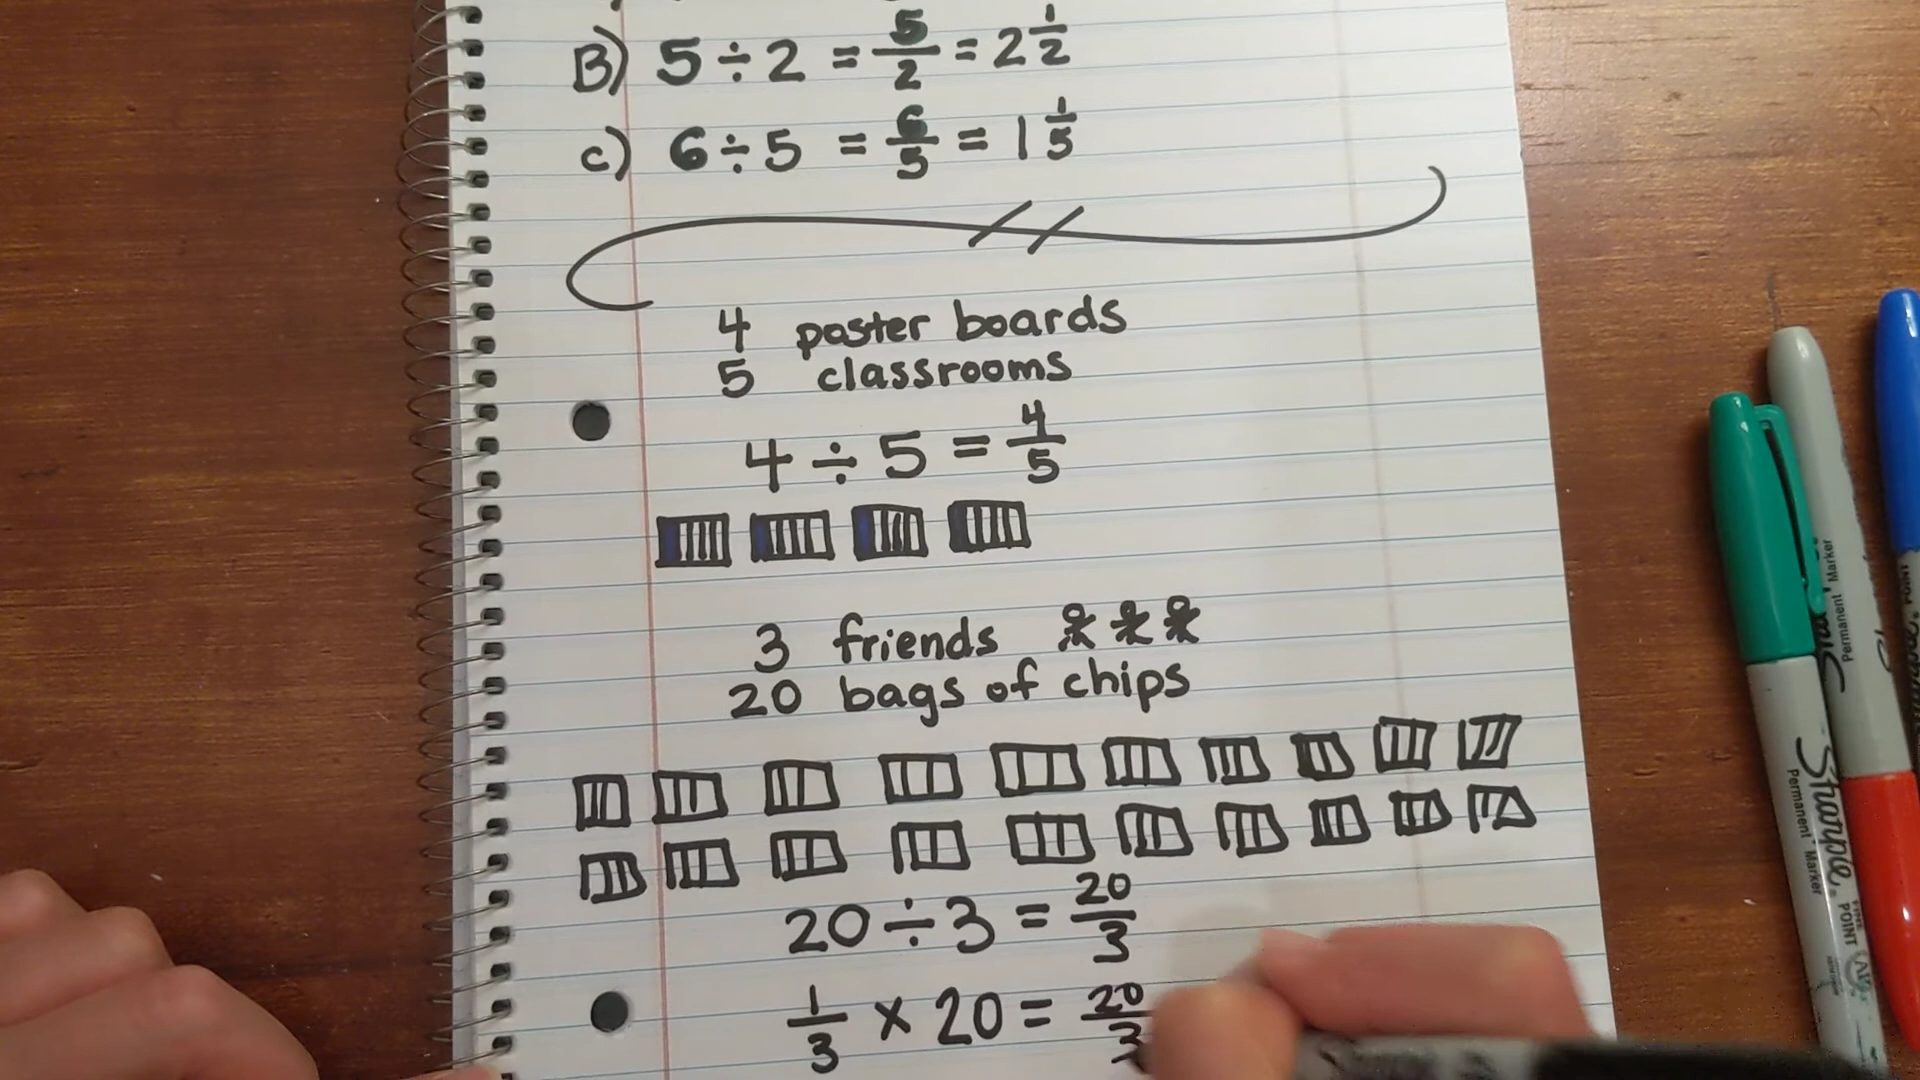 B) 5 ÷ 2 = 5/2 = 2 1/2
c) 6 ÷ 5 = 6/5 = 1 1/5
4 poster boards
5 classrooms
4 ÷ 5 = 4/5
3 friends
20 bags of chips
20 ÷ 3 = 20/3
1/3 × 20 = 20/3
Permanent Marker
Sharpie
Permanent Marker
FINE POINT